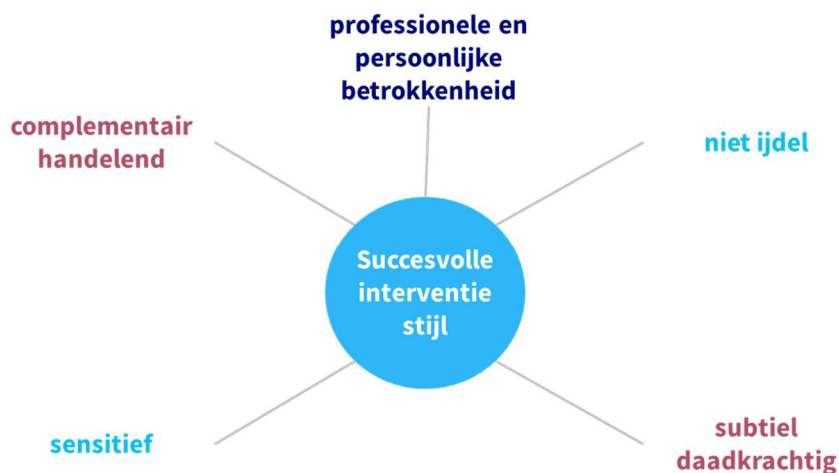 professionele en
persoonlijke
betrokkenheid
complementair
handelend
niet ijdel
Succesvolle
interventie
stijl
sensitief
subtiel
daadkrachtig